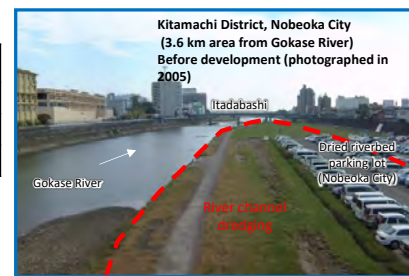 Kitamachi District, Nobeoka City
(3.6 km area from Gokase River)
Before development (photographed in
2005)
Itadabashi
Dried riverbed
parking lot
(Nobeoka City)
Gokase River
River channel
dredging